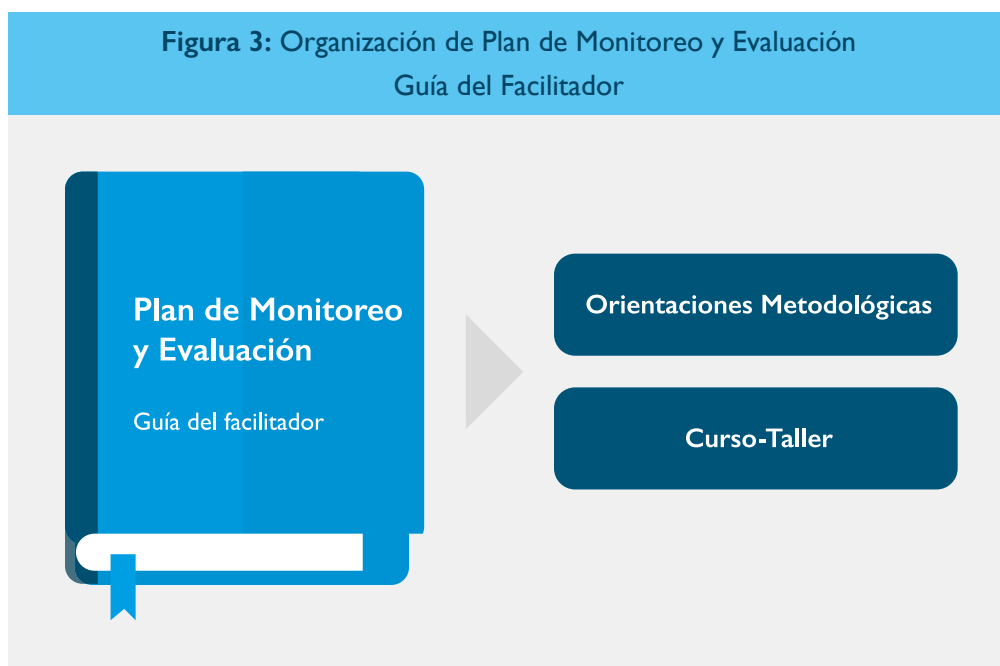 Figura 3: Organización de Plan de Monitoreo y Evaluación
Guía del Facilitador
Plan de Monitoreo
y Evaluación
Guía del facilitador
Orientaciones Metodológicas
Curso-Taller